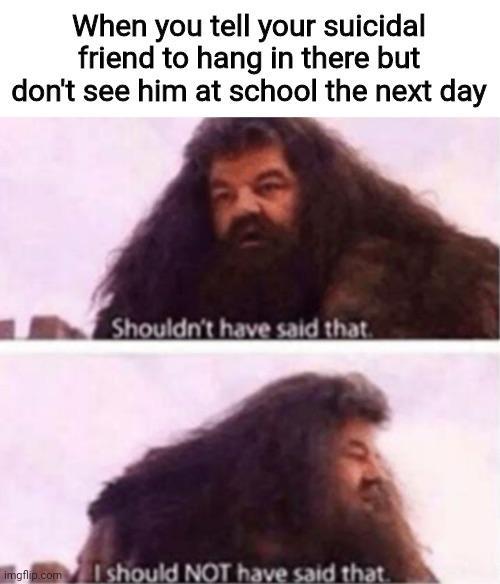 When you tell your suicidal
friend to hang in there but
don't see him at school the next day
Shouldn't have said that.
I should NOT have said that.
imgflip.com